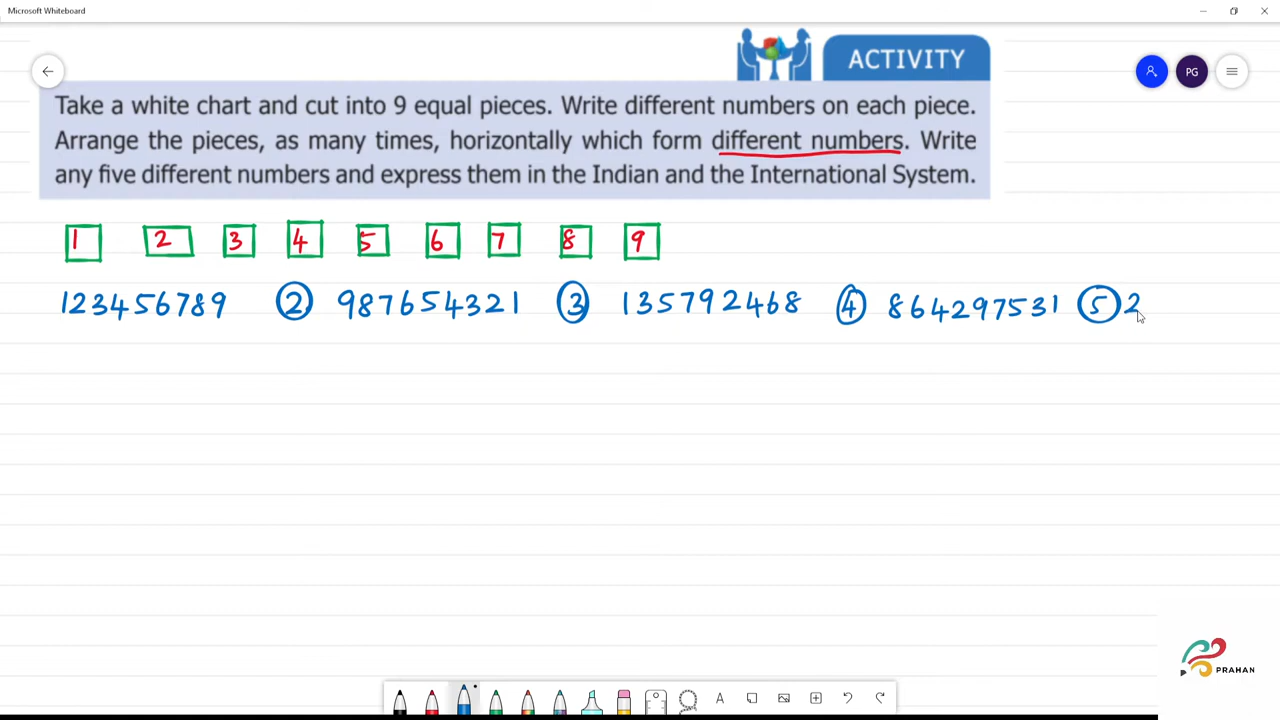 Microsoft Whiteboard
ACTIVITY
PG
Take a white chart and cut into 9 equal pieces. Write different numbers on each piece.
Arrange the pieces, as many times, horizontally which form different numbers. Write
any five different numbers and express them in the Indian and the International System.
1 2 3 4 5 6 7 8 9
123456789 2 987654321 3 135792468 4 864297531 5 2
PRAHAN
A